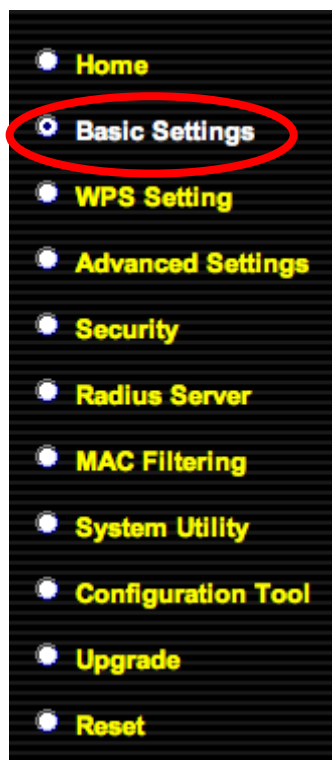 Home
Basic Settings
WPS Setting
Advanced Settings
Security
Radius Server
MAC Filtering
System Utility
Configuration Tool
Upgrade
Reset